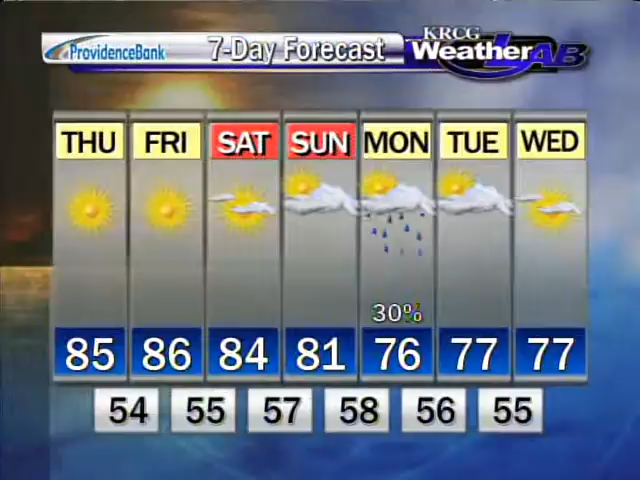 ProvidenceBank
7-Day Forecast
KRCG
WeatherLAB
THU FRI SAT SUN MON TUE WED
30%
85 86 84 81 76 77 77
54 55 57 58 56 55